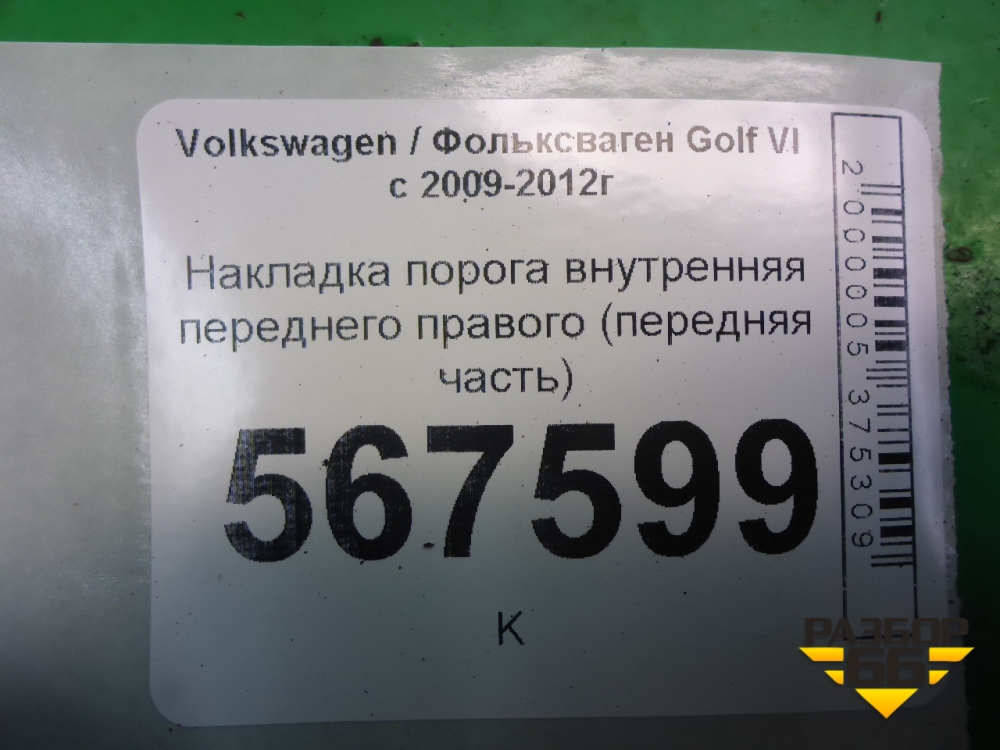 Volkswagen / Фольксваген Golf VI
с 2009-2012г
Накладка порога внутренняя
переднего правого (передняя
часть)
567599
К
2000005375309
РАЗБОР
66